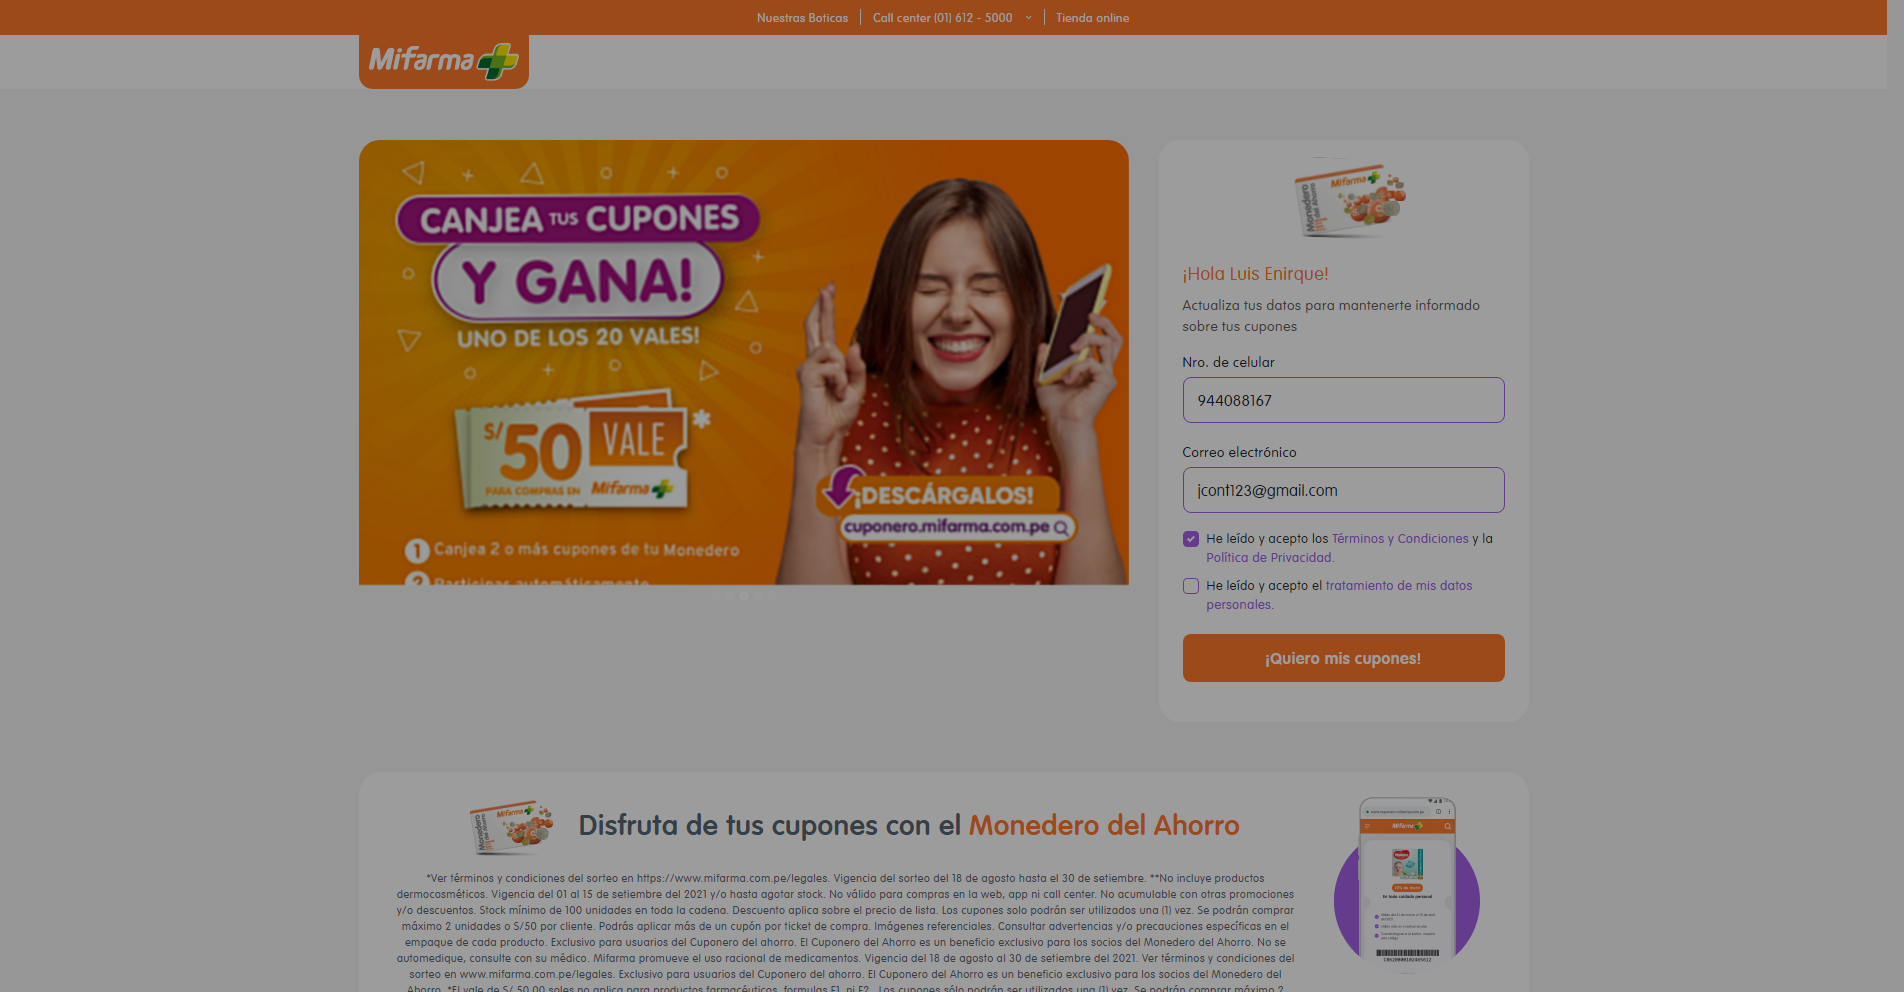 Nuestras Boticas
Call center (01) 612 - 5000
Tienda online
Mifarma
CANJEA TUS CUPONES
Y GANA!
UNO DE LOS 20 VALES!
S/50 VALE *
PARA COMPRAS EN Mifarma
¡DESCÁRGALOS!
cuponero.mifarma.com.pe
1 Canjea 2 o más cupones de tu Monedero
2 Participas automáticamente
Monedero del Ahorro
Mifarma
¡Hola Luis Enirque!
Actualiza tus datos para mantenerte informado
sobre tus cupones
Nro. de celular
944088167
Correo electrónico
jcont123@gmail.com
He leído y acepto los Términos y Condiciones y la
Política de Privacidad.
He leído y acepto el tratamiento de mis datos
personales.
¡Quiero mis cupones!
Monedero del Ahorro
Mifarma
Disfruta de tus cupones con el Monedero del Ahorro
*Ver términos y condiciones del sorteo en https://www.mifarma.com.pe/legales. Vigencia del sorteo del 18 de agosto hasta el 30 de setiembre. **No incluye productos
dermocosméticos. Vigencia del 01 al 15 de setiembre del 2021 y/o hasta agotar stock. No válido para compras en la web, app ni call center. No acumulable con otras promociones
y/o descuentos. Stock mínimo de 100 unidades en toda la cadena. Descuento aplica sobre el precio de lista. Los cupones solo podrán ser utilizados una (1) vez. Se podrán comprar
máximo 2 unidades o S/50 por cliente. Podrás aplicar más de un cupón por ticket de compra. Imágenes referenciales. Consultar advertencias y/o precauciones específicas en el
empaque de cada producto. Exclusivo para usuarios del Cuponero del ahorro. El Cuponero del Ahorro es un beneficio exclusivo para los socios del Monedero del Ahorro. No se
automedique, consulte con su médico. Mifarma promueve el uso racional de medicamentos. Vigencia del 18 de agosto al 30 de setiembre del 2021. Ver términos y condiciones del
sorteo en www.mifarma.com.pe/legales. Exclusivo para usuarios del Cuponero del ahorro. El Cuponero del Ahorro es un beneficio exclusivo para los socios del Monedero del
Ahorro. *El vale de S/ 50.00 soles no aplica para productos farmacéuticos, formulas F1, ni F2. Los cupones sólo podrán ser utilizados una (1) vez. Se podrán comprar máximo 2
Mifarma
En todo cuidado personal